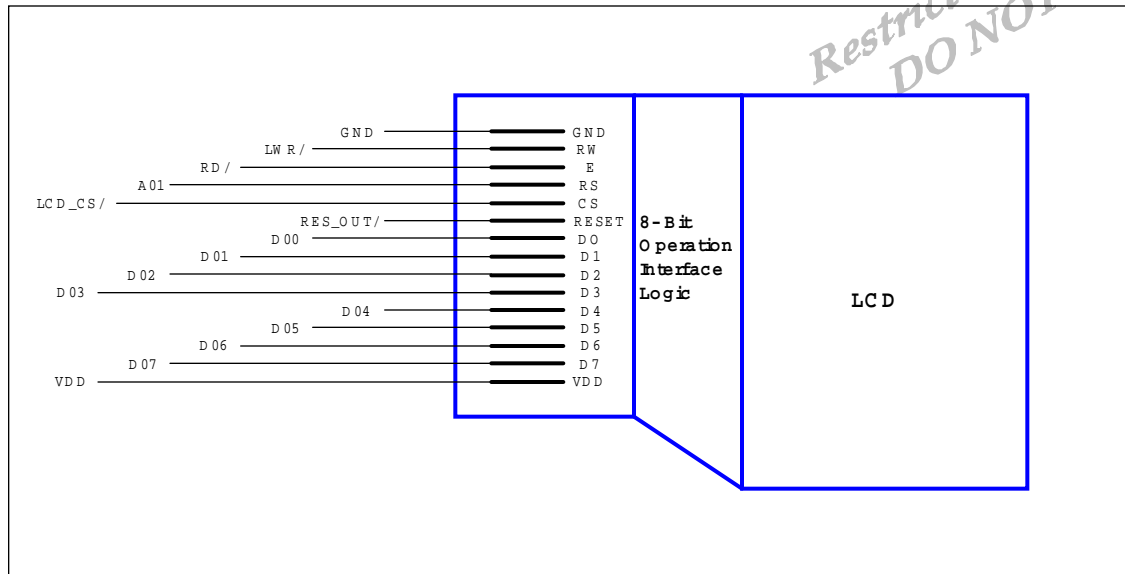 Restric
DO NOT
GND GND
LWR/ RW
RD/ E
A01 RS
LCD_CS/ CS
RES_OUT/ RESET
D00 D0
D01 D1
D02 D2
D03 D3
D04 D4
D05 D5
D06 D6
D07 D7
VDD VDD
8-Bit
Operation
Interface
Logic
LCD